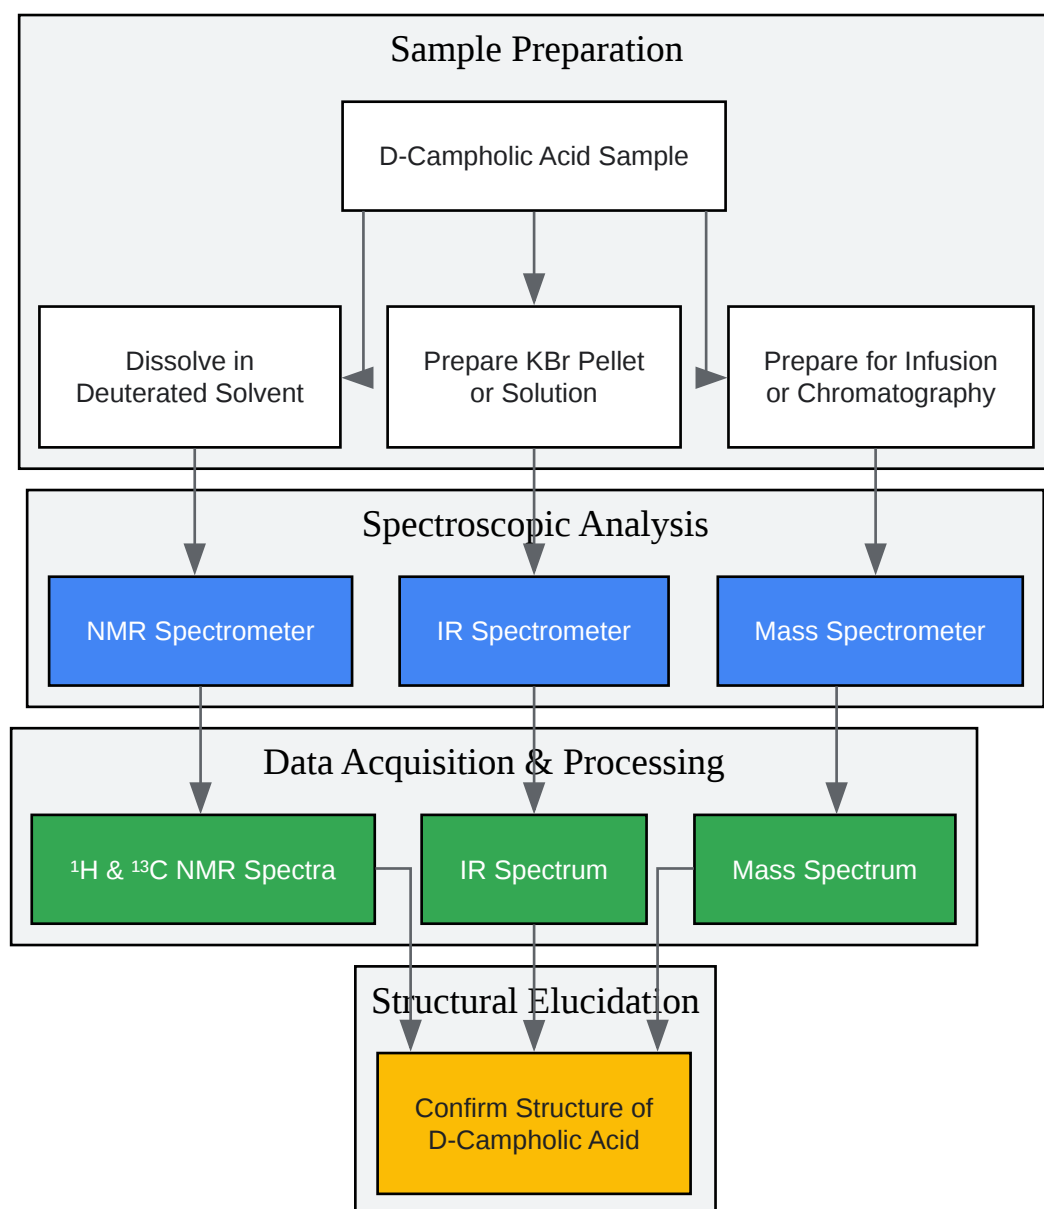 Sample Preparation
D-Campholic Acid Sample
Dissolve in
Deuterated Solvent
Prepare KBr Pellet
or Solution
Prepare for Infusion
or Chromatography
Spectroscopic Analysis
NMR Spectrometer
IR Spectrometer
Mass Spectrometer
Data Acquisition & Processing
¹H & ¹³C NMR Spectra
IR Spectrum
Mass Spectrum
Structural Elucidation
Confirm Structure of
D-Campholic Acid